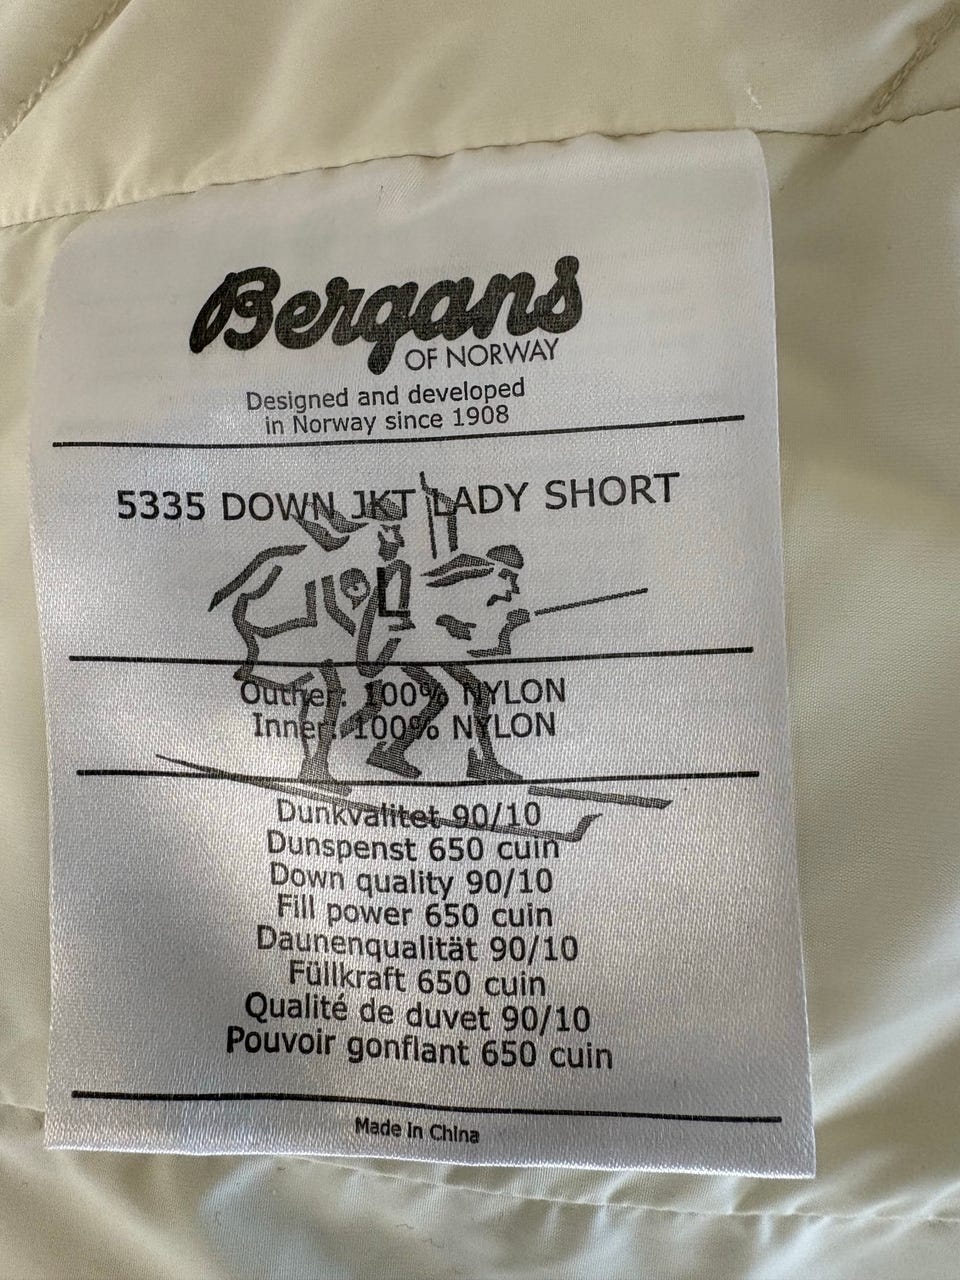 Bergans
OF NORWAY
Designed and developed
in Norway since 1908
5335 DOWN JKT LADY SHORT
L
Outher: 100% NYLON
Inner: 100% NYLON
Dunkvalitet 90/10
Dunspenst 650 cuin
Down quality 90/10
Fill power 650 cuin
Daunenqualität 90/10
Füllkraft 650 cuin
Qualité de duvet 90/10
Pouvoir gonflant 650 cuin
Made in China